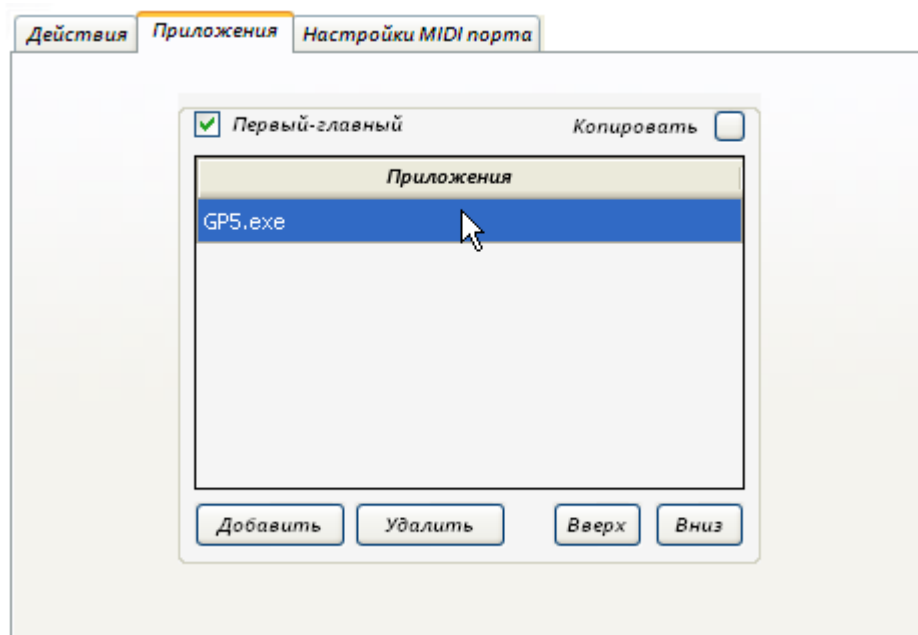 Действия Приложения Настройки MIDI порта
Первый-главный Копировать
Приложения
GP5.exe
Добавить Удалить Вверх Вниз